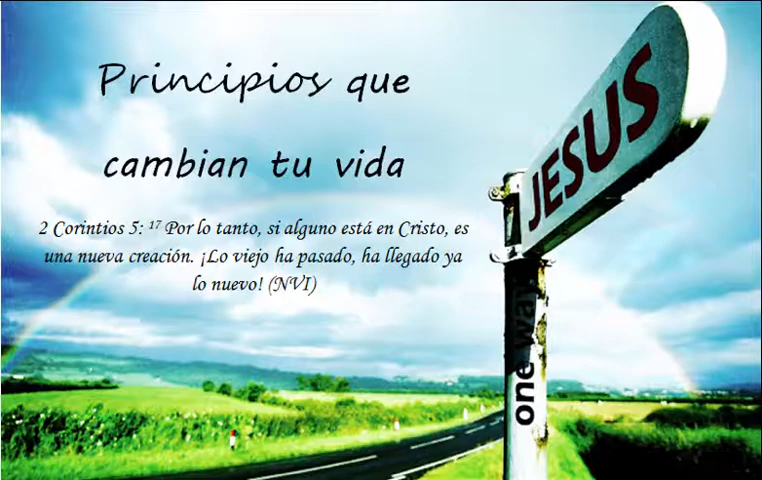 Principios que
cambian tu vida
2 Corintios 5: 17 Por lo tanto, si alguno está en Cristo, es
una nueva creación. ¡Lo viejo ha pasado, ha llegado ya
lo nuevo! (NVI)
JESUS
one way